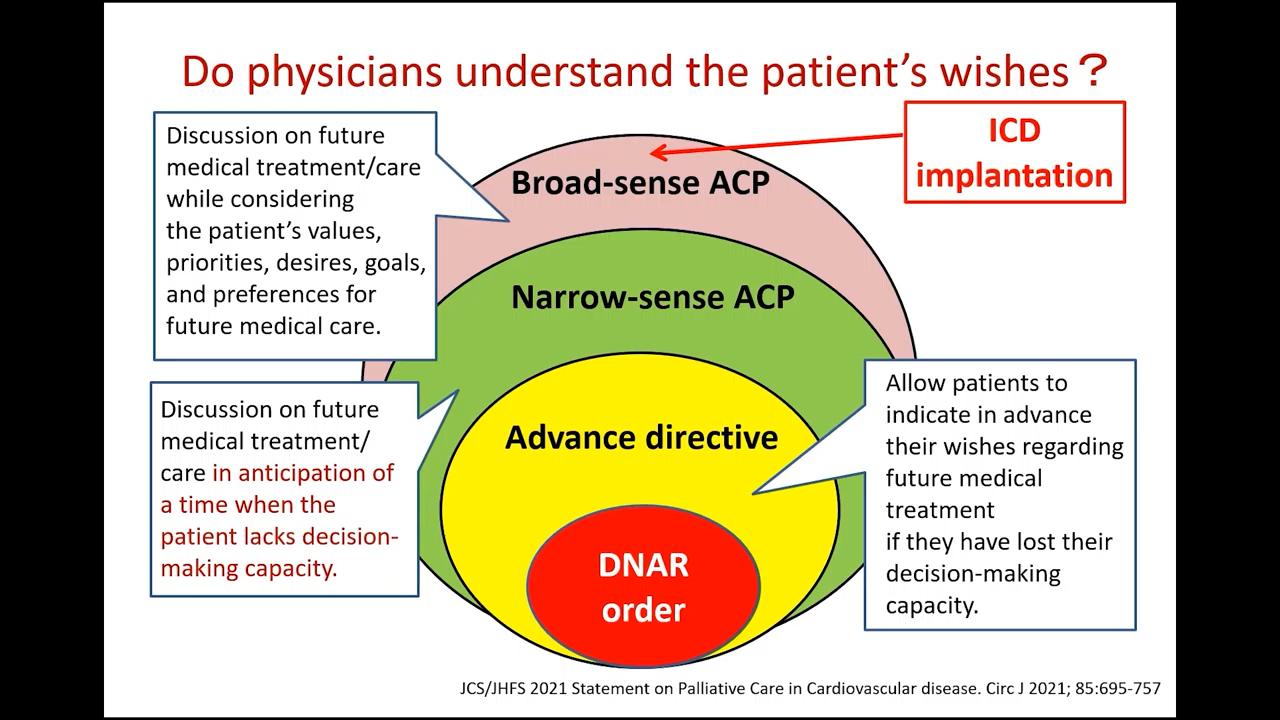 Do physicians understand the patient’s wishes？
Discussion on future
medical treatment/care
while considering
the patient’s values,
priorities, desires, goals,
and preferences for
future medical care.
ICD
implantation
Broad-sense ACP
Narrow-sense ACP
Discussion on future
medical treatment/
care in anticipation of
a time when the
patient lacks decision-
making capacity.
Advance directive
Allow patients to
indicate in advance
their wishes regarding
future medical
treatment
if they have lost their
decision-making
capacity.
DNAR
order
JCS/JHFS 2021 Statement on Palliative Care in Cardiovascular disease. Circ J 2021; 85:695-757